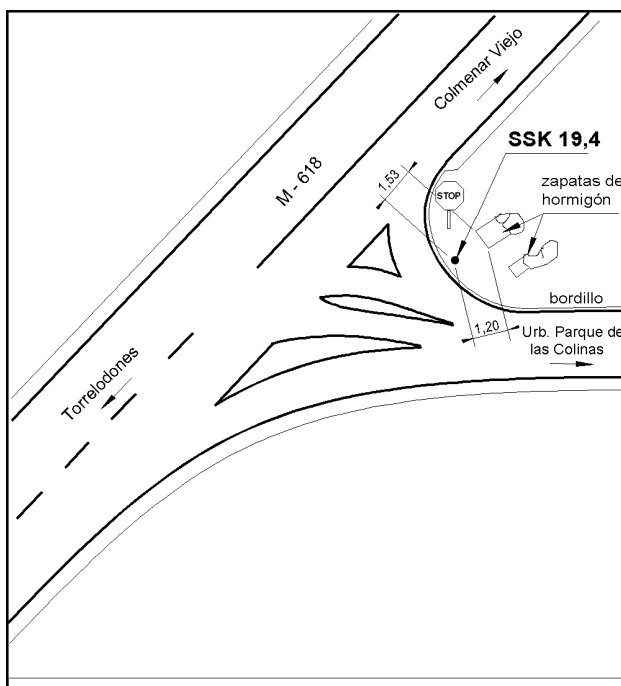 Colmenar Viejo
SSK 19,4
M - 618
1,53
STOP
zapatas de
hormigón
bordillo
1,20
Urb. Parque de
las Colinas
Torrelodones